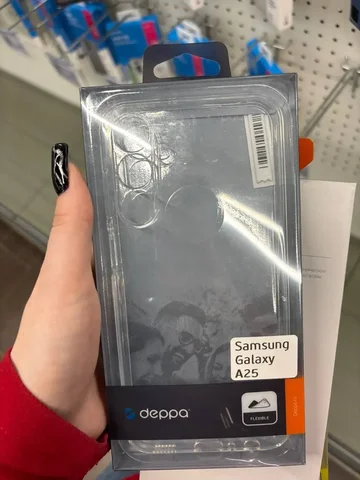 Samsung
Galaxy
A25
deppa
FLEXIBLE